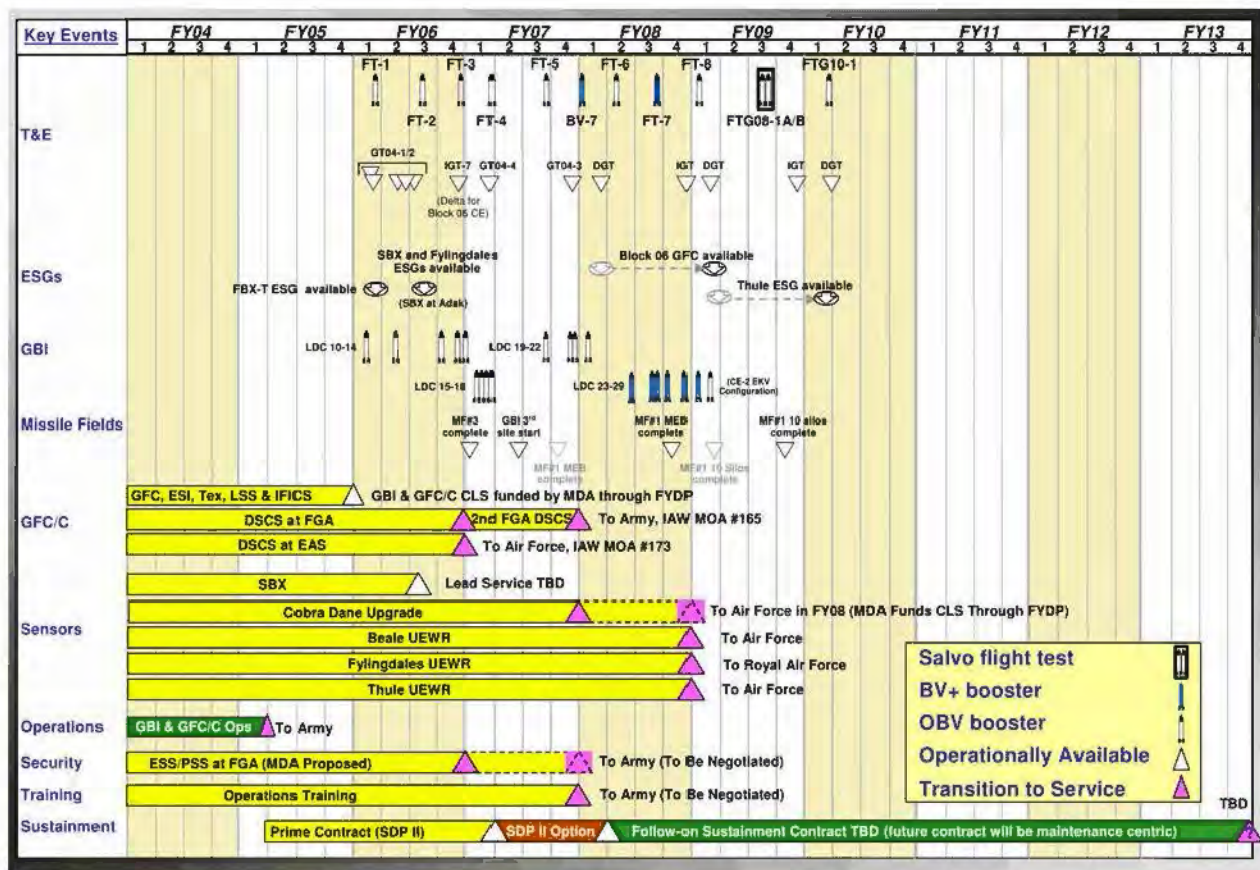 Key Events
FY04 FY05 FY06 FY07 FY08 FY09 FY10 FY11 FY12 FY13
1 2 3 4 1 2 3 4 1 2 3 4 1 2 3 4 1 2 3 4 1 2 3 4 1 2 3 4 1 2 3 4 1 2 3 4 1 2 3 4
FT-1 FT-3 FT-5 FT-6 FT-8 FTG10-1
FT-2 FT-4 BV-7 FT-7 FTG08-1A/B
T&E
GT04-1/2
IGT-7 GT04-4 GT04-3 DGT IGT DGT IGT DGT
(Delta for
Block 06 CE)
SBX and Fylingdales
ESGs available
Block 06 GFC available
ESGs
FBX-T ESG available
(SBX at Adak)
Thule ESG available
GBI
LDC 10-14
LDC 19-22
LDC 15-18
LDC 23-29
(CE-2 EKV
Configuration)
Missile Fields
MF#3
complete
GBI 3rd
site start
MF#1 MEB
complete
MF#1 10 silos
complete
MF#1 MEB
complete
MF#1 10 Silos
complete
GFC, ESI, Tex, LSS & IFICS
GBI & GFC/C CLS funded by MDA through FYDP
GFC/C
DSCS at FGA
2nd FGA DSCS
To Army, IAW MOA #165
DSCS at EAS
To Air Force, IAW MOA #173
SBX
Lead Service TBD
Sensors
Cobra Dane Upgrade
To Air Force in FY08 (MDA Funds CLS Through FYDP)
Beale UEWR
To Air Force
Fylingdales UEWR
To Royal Air Force
Thule UEWR
To Air Force
Salvo flight test
BV+ booster
OBV booster
Operationally Available
Transition to Service
Operations
GBI & GFC/C Ops
To Army
Security
ESS/PSS at FGA (MDA Proposed)
To Army (To Be Negotiated)
Training
Operations Training
To Army (To Be Negotiated)
TBD
Sustainment
Prime Contract (SDP II)
SDP II Option
Follow-on Sustainment Contract TBD (future contract will be maintenance centric)
?